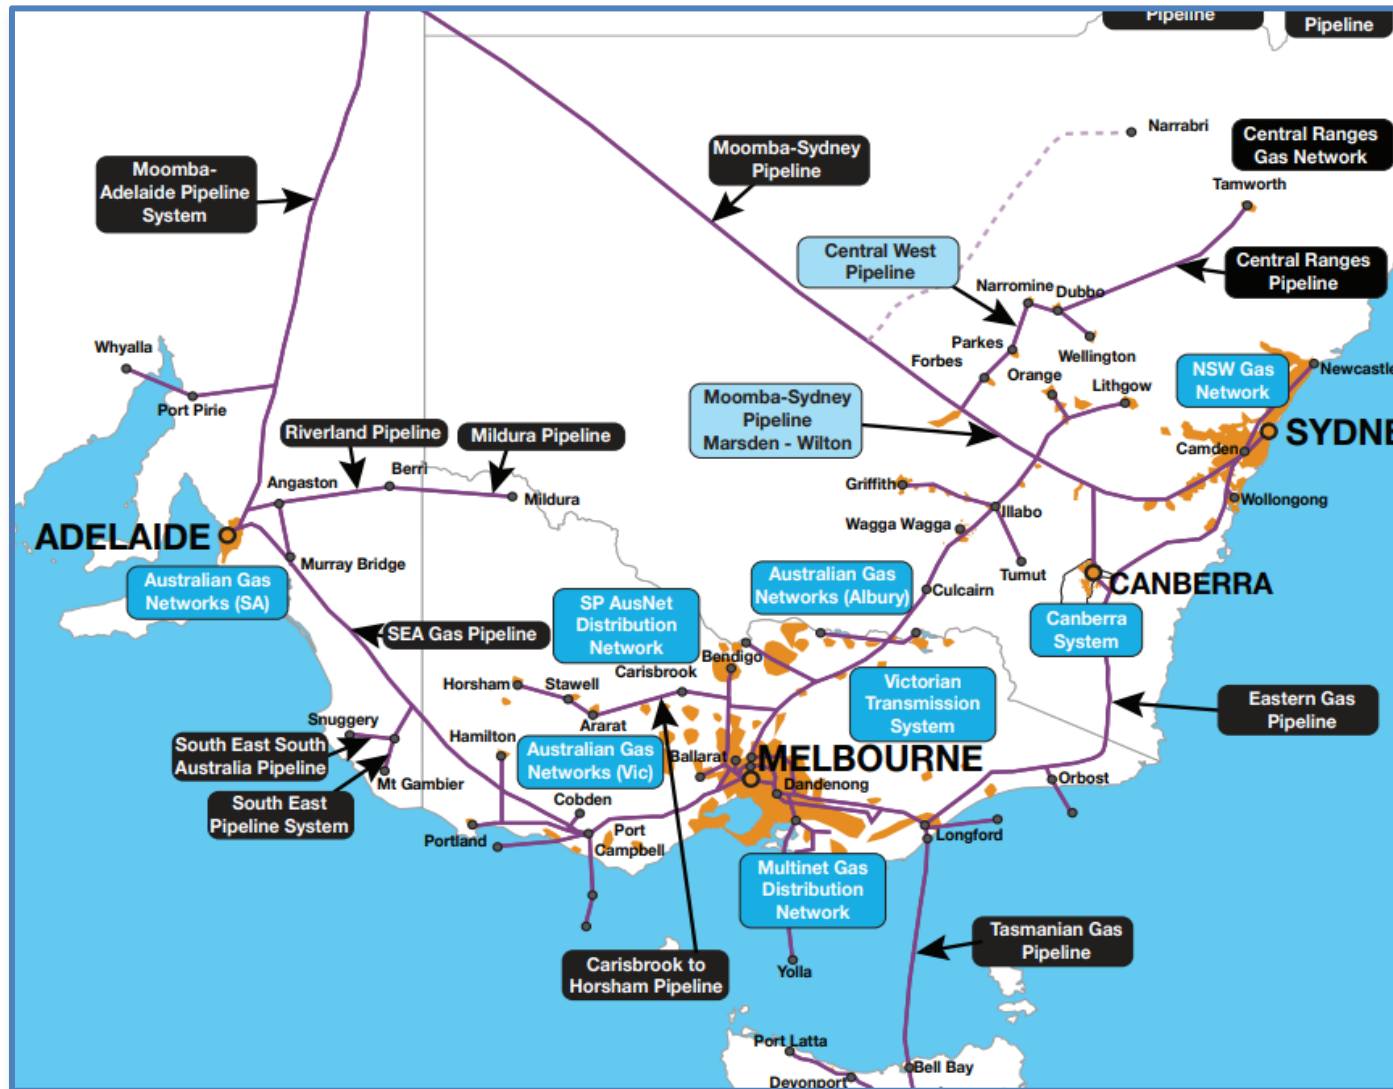 Pipeline
Pipeline
Narrabri
Central Ranges
Gas Network
Moomba-Sydney
Pipeline
Moomba-
Adelaide Pipeline
System
Tamworth
Central West
Pipeline
Central Ranges
Pipeline
Narromine
Dubbo
Whyalla
Parkes
Forbes
Wellington
Orange
Lithgow
NSW Gas
Network
Newcastle
Port Pirie
Moomba-Sydney
Pipeline
Marsden - Wilton
Riverland Pipeline
Mildura Pipeline
SYDNE
Camden
Berri
Angaston
Mildura
Griffith
Illabo
Wollongong
Wagga Wagga
ADELAIDE
Murray Bridge
Tumut
CANBERRA
Australian Gas
Networks (SA)
SP AusNet
Distribution
Network
Australian Gas
Networks (Albury)
Culcairn
Canberra
System
SEA Gas Pipeline
Bendigo
Carisbrook
Horsham
Stawell
Ararat
Victorian
Transmission
System
Eastern Gas
Pipeline
Snuggery
Hamilton
South East South
Australia Pipeline
Australian Gas
Networks (Vic)
Ballarat
MELBOURNE
Mt Gambier
Dandenong
Orbost
South East
Pipeline System
Cobden
Portland
Port
Campbell
Longford
Multinet Gas
Distribution
Network
Tasmanian Gas
Pipeline
Carisbrook to
Horsham Pipeline
Yolla
Port Latta
Bell Bay
Devonport